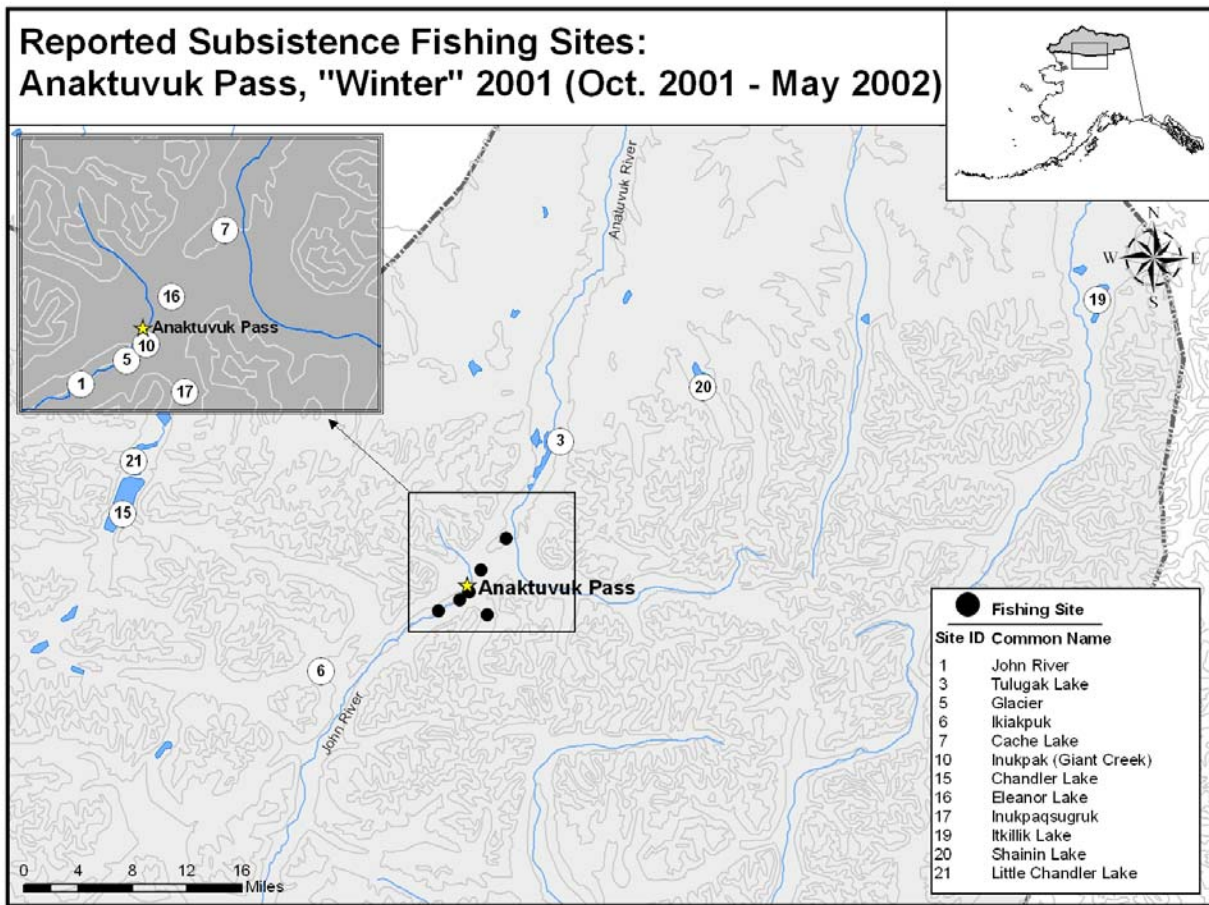 Reported Subsistence Fishing Sites:
Anaktuvuk Pass, "Winter" 2001 (Oct. 2001 - May 2002)
N
W E
S
Anatuvuk River
7
16
Anaktuvuk Pass
10
5
1
17
19
20
3
21
15
Anaktuvuk Pass
6
John River
Fishing Site
Site ID Common Name
1 John River
3 Tulugak Lake
5 Glacier
6 Ikiakpuk
7 Cache Lake
10 Inukpak (Giant Creek)
15 Chandler Lake
16 Eleanor Lake
17 Inukpaqsugruk
19 Itkillik Lake
20 Shainin Lake
21 Little Chandler Lake
0 4 8 12 16
Miles